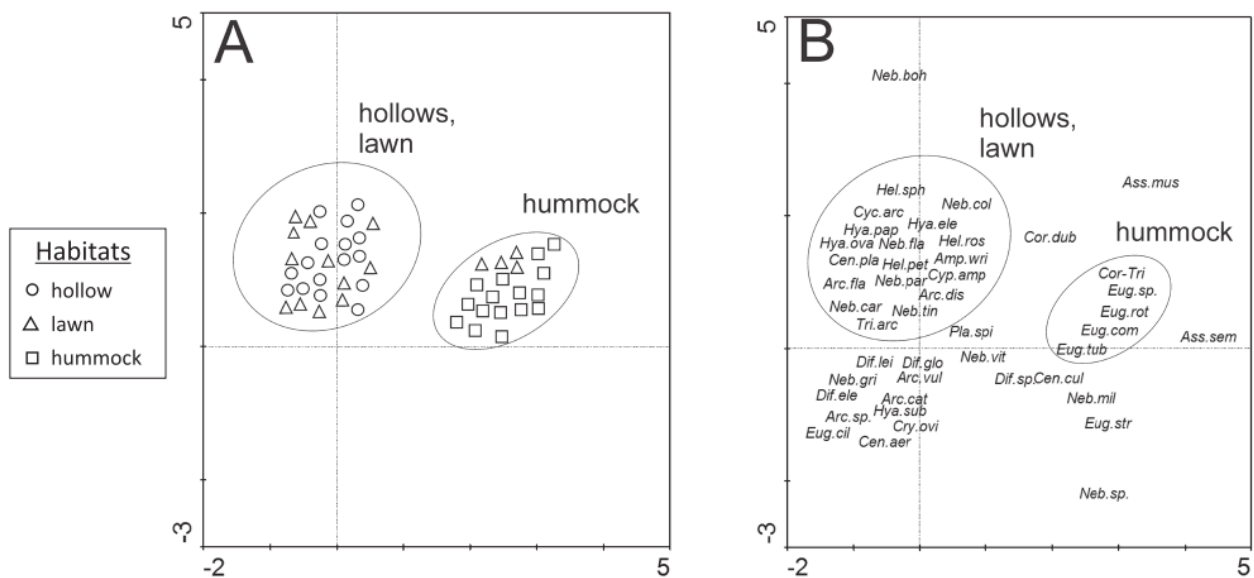 A
5
-3
-2
5
hollows,
lawn
hummock
Habitats
hollow
lawn
hummock
B
5
-3
-2
5
Neb.boh
hollows,
lawn
Ass.mus
Hel.sph
Neb.col
Cyc.arc
Hya.ele
Hya.pap
Cor.dub
hummock
Hya.ova Neb.fla Hel.ros
Cen.pla
Hel.pet
Amp.wri
Cor-Tri
Arc.fla
Neb.par
Cyp.amp
Eug.sp.
Arc.dis
Neb.car
Neb.tin
Eug.rot
Tri.arc
Pla.spi
Eug.com
Ass.sem
Eug.tub
Neb.vit
Dif.lei
Dif.glo
Neb.gri
Arc.vul
Dif.sp.
Cen.cul
Dif.ele
Arc.cat
Neb.mil
Arc.sp.
Hya.sub
Eug.str
Eug.cil
Cry.ovi
Cen.aer
Neb.sp.